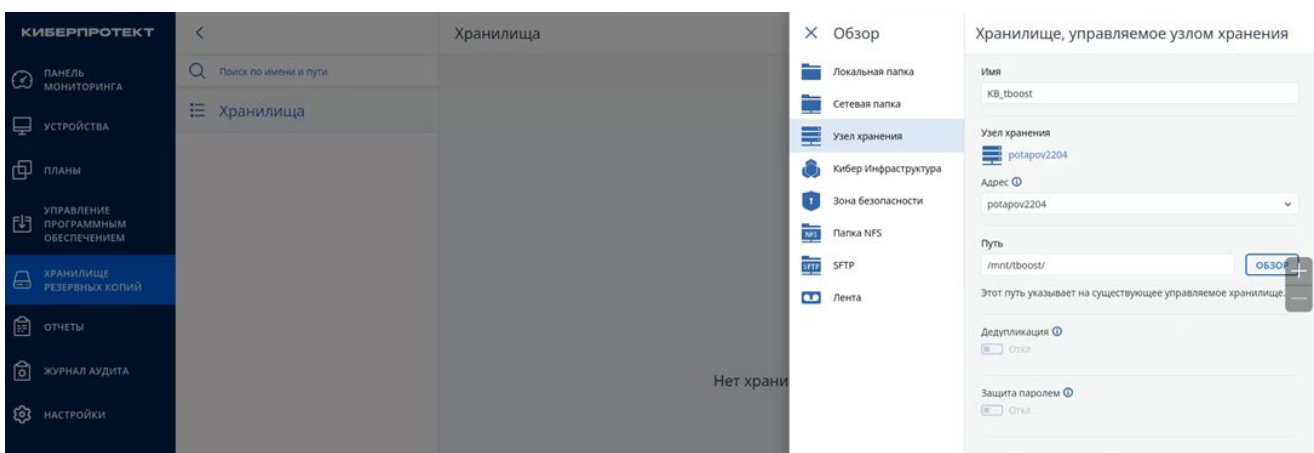 КИБЕРПРОТЕКТ
ПАНЕЛЬ
МОНИТОРИНГА
УСТРОЙСТВА
ПЛАНЫ
УПРАВЛЕНИЕ
ПРОГРАММНЫМ
ОБЕСПЕЧЕНИЕМ
ХРАНИЛИЩЕ
РЕЗЕРВНЫХ КОПИЙ
ОТЧЕТЫ
ЖУРНАЛ АУДИТА
НАСТРОЙКИ
Поиск по имени и пути
Хранилища
Хранилища
Нет храни
Обзор
Локальная папка
Сетевая папка
Узел хранения
Кибер Инфраструктура
Зона безопасности
NFS Папка NFS
SFTP SFTP
Лента
Хранилище, управляемое узлом хранения
Имя
KB_tboost
Узел хранения
potapov2204
Адрес
potapov2204
Путь
/mnt/tboost/ ОБЗОР
Этот путь указывает на существующее управляемое хранилище.
Дедупликация
Откл
Защита паролем
Откл